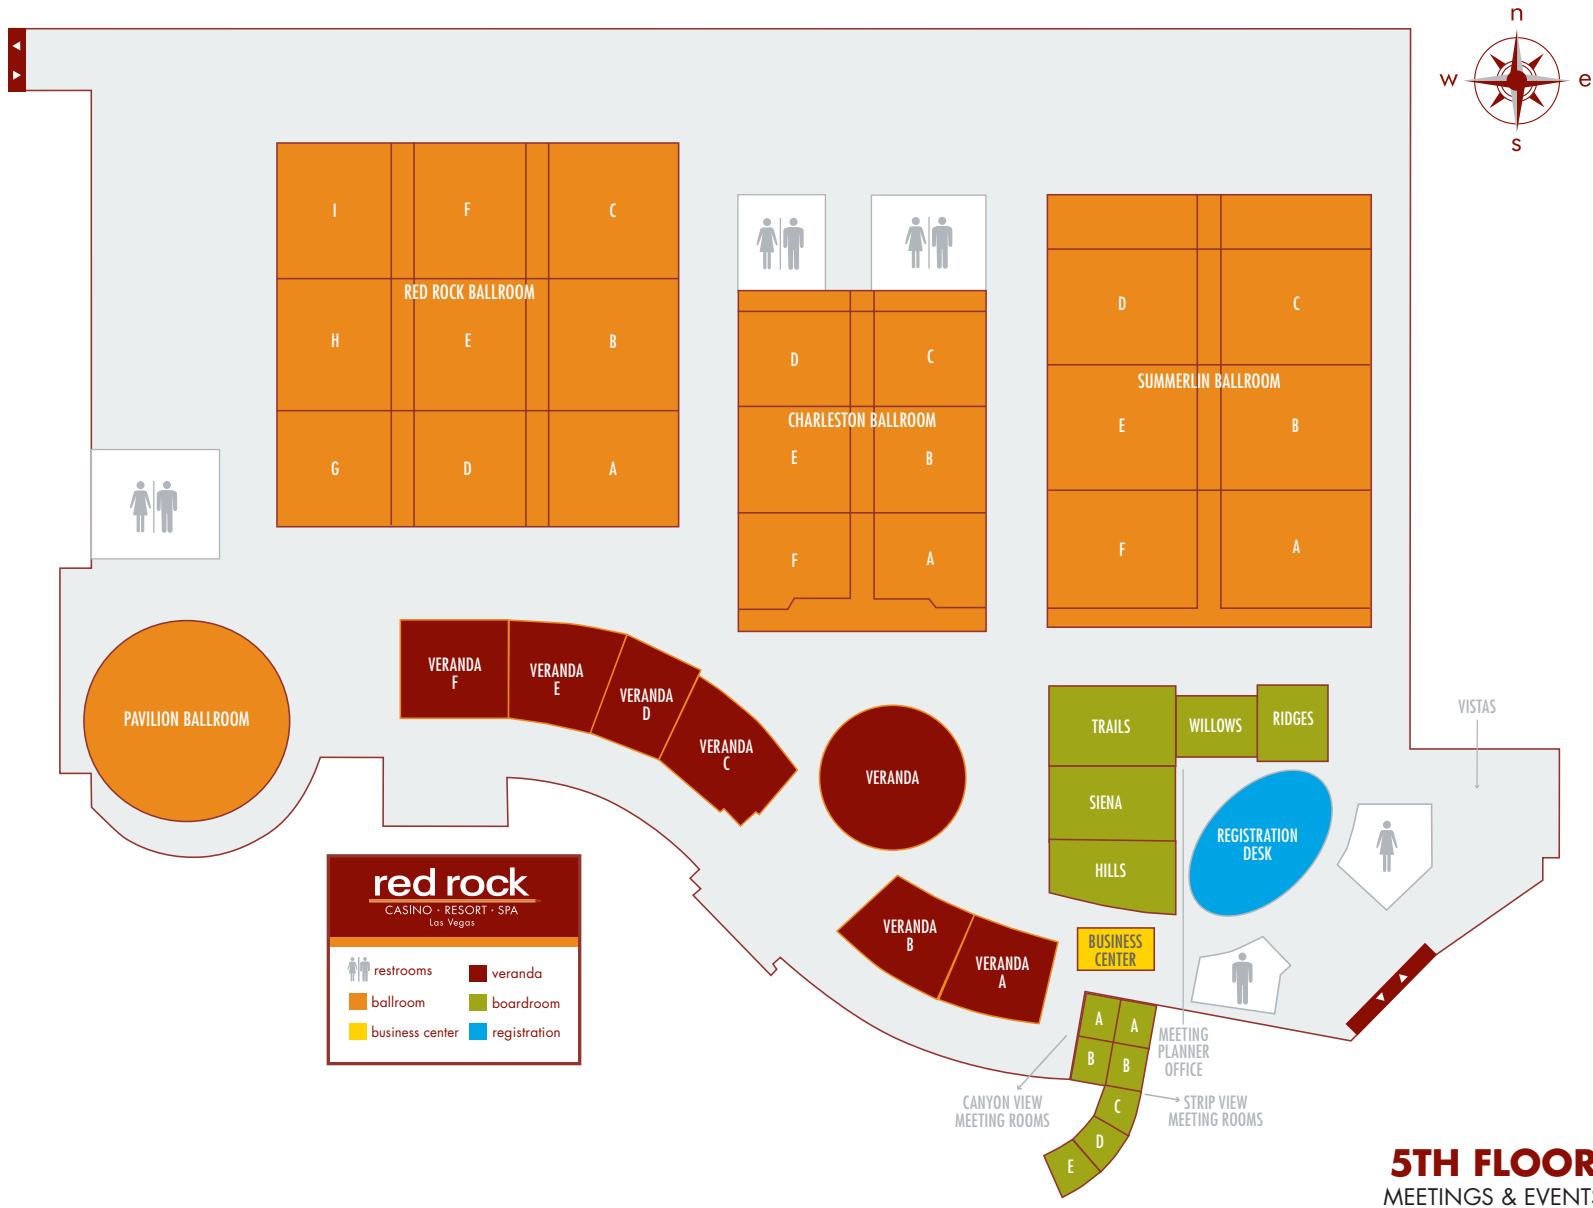 n
w
e
s
I
F
C
RED ROCK BALLROOM
H
E
B
G
D
A
D
C
CHARLESTON BALLROOM
E
B
F
A
D
C
SUMMERLIN BALLROOM
E
B
F
A
PAVILION BALLROOM
VERANDA
F
VERANDA
E
VERANDA
D
VERANDA
C
VERANDA
VERANDA
B
VERANDA
A
TRAILS
WILLOWS
RIDGES
SIENA
HILLS
REGISTRATION
DESK
VISTAS
BUSINESS
CENTER
MEETING
PLANNER
OFFICE
A
A
B
B
C
D
E
CANYON VIEW
MEETING ROOMS
STRIP VIEW
MEETING ROOMS
red rock
CASINO · RESORT · SPA
Las Vegas
restrooms
veranda
ballroom
boardroom
business center
registration
5TH FLOOR
MEETINGS & EVENTS